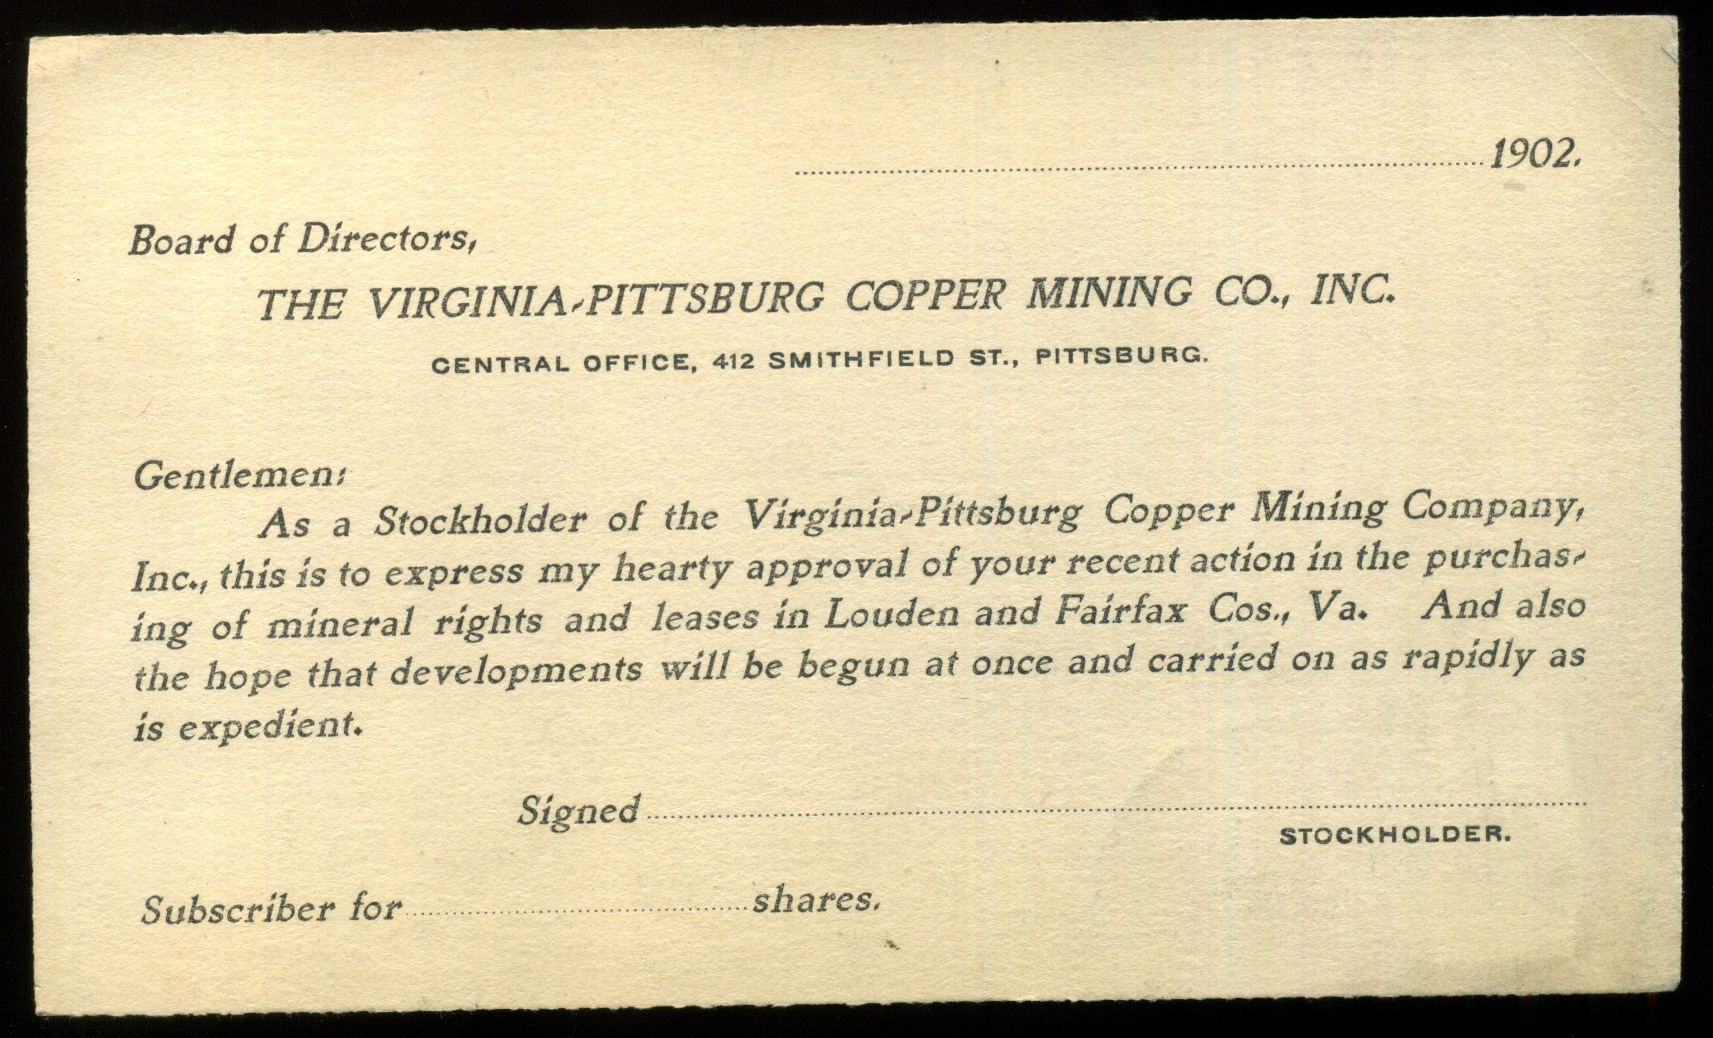 1902.
Board of Directors,
THE VIRGINIA-PITTSBURG COPPER MINING CO., INC.
CENTRAL OFFICE, 412 SMITHFIELD ST., PITTSBURG.
Gentlemen:
As a Stockholder of the Virginia-Pittsburg Copper Mining Company,
Inc., this is to express my hearty approval of your recent action in the purchas-
ing of mineral rights and leases in Louden and Fairfax Cos., Va. And also
the hope that developments will be begun at once and carried on as rapidly as
is expedient.
Signed
STOCKHOLDER.
Subscriber for shares.